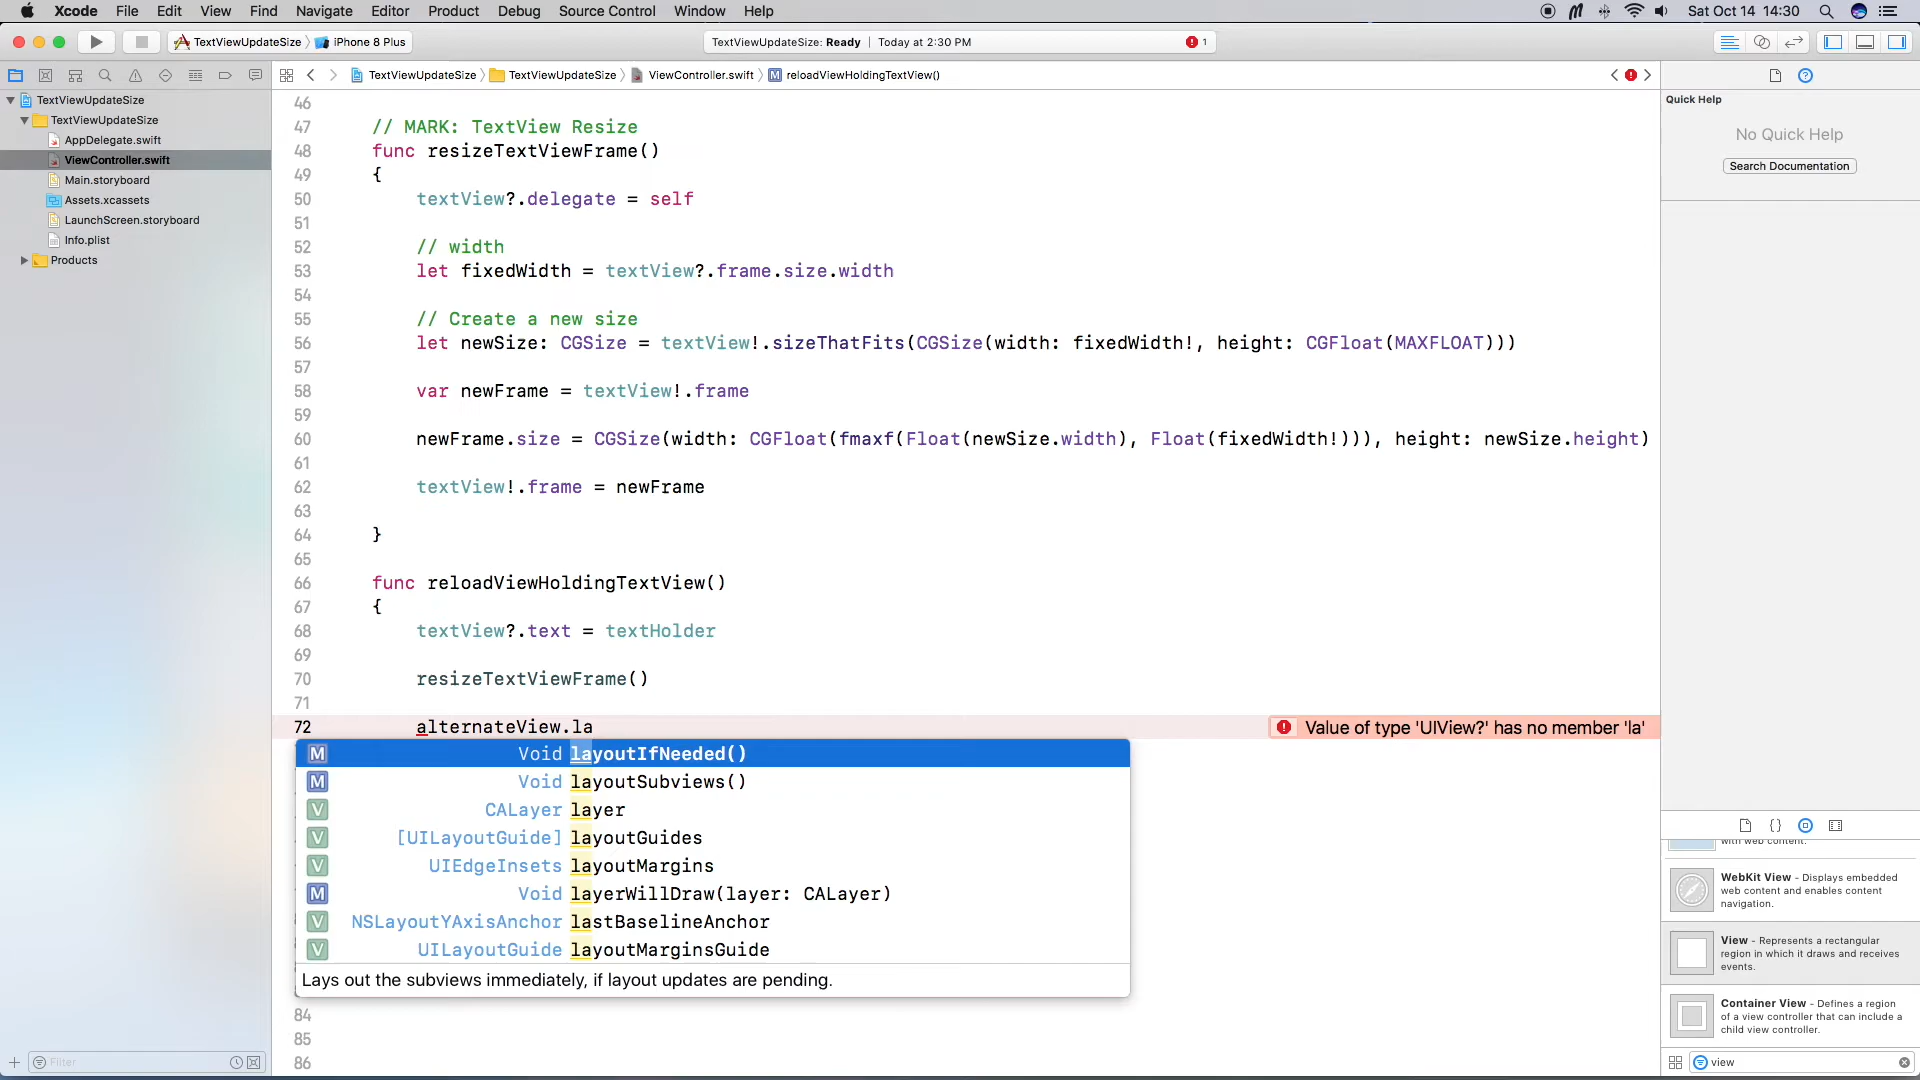 Xcode File Edit View Find Navigate Editor Product Debug Source Control Window Help Sat Oct 14 14:30
TextViewUpdateSize iPhone 8 Plus TextViewUpdateSize: Ready | Today at 2:30 PM 1
TextViewUpdateSize TextViewUpdateSize ViewController.swift M reloadViewHoldingTextView()
TextViewUpdateSize
TextViewUpdateSize
AppDelegate.swift
ViewController.swift
Main.storyboard
Assets.xcassets
LaunchScreen.storyboard
Info.plist
Products
Filter
46
47 // MARK: TextView Resize
48 func resizeTextViewFrame()
49 {
50 textView?.delegate = self
51
52 // width
53 let fixedWidth = textView?.frame.size.width
54
55 // Create a new size
56 let newSize: CGSize = textView!.sizeThatFits(CGSize(width: fixedWidth!, height: CGFloat(MAXFLOAT)))
57
58 var newFrame = textView!.frame
59
60 newFrame.size = CGSize(width: CGFloat(fmaxf(Float(newSize.width), Float(fixedWidth!))), height: newSize.height)
61
62 textView!.frame = newFrame
63
64 }
65
66 func reloadViewHoldingTextView()
67 {
68 textView?.text = textHolder
69
70 resizeTextViewFrame()
71
72 alternateView.la Value of type 'UIView?' has no member 'la'
M Void layoutIfNeeded()
M Void layoutSubviews()
V CALayer layer
V [UILayoutGuide] layoutGuides
V UIEdgeInsets layoutMargins
M Void layerWillDraw(layer: CALayer)
V NSLayoutYAxisAnchor lastBaselineAnchor
V UILayoutGuide layoutMarginsGuide
Lays out the subviews immediately, if layout updates are pending.
84
85
86
Quick Help
No Quick Help
Search Documentation
with web content.
WebKit View - Displays embedded
web content and enables content
navigation.
View - Represents a rectangular
region in which it draws and receives
events.
Container View - Defines a region
of a view controller that can include a
child view controller.
view